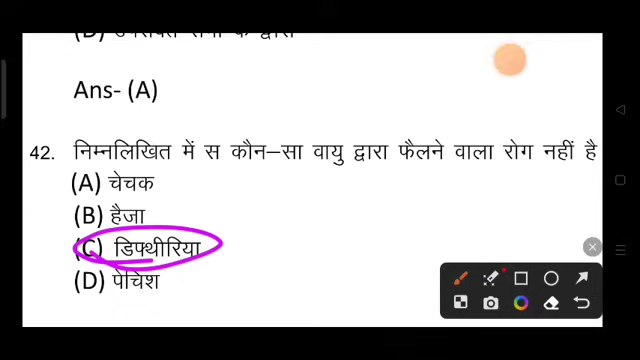 Ans- (A)
42. निम्नलिखित में स कौन–सा वायु द्वारा फैलने वाला रोग नहीं है
(A) चेचक
(B) हैजा
(C) डिफ्थीरिया
(D) पेचिश